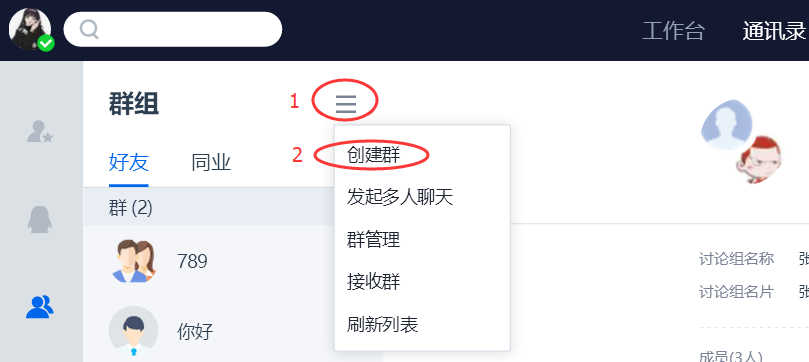 工作台 通讯录
群组
1
2
创建群
好友 同业
发起多人聊天
群 (2)
群管理
789
接收群
你好
刷新列表
讨论组名称 张
讨论组名片 张
成员(3人)